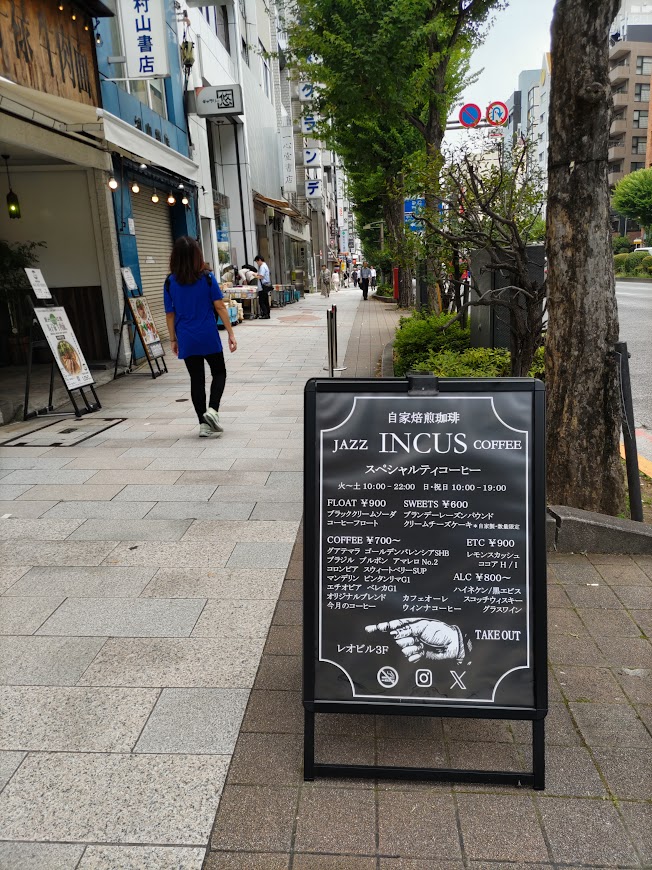 村山書店
自家焙煎珈琲
JAZZ INCUS COFFEE
スペシャルティコーヒー
火〜土 10:00-22:00 日・祝日 10:00-19:00
FLOAT ¥900
ブラッククリームソーダ
コーヒーフロート
SWEETS ¥600
ブランデーレーズンパウンド
クリームチーズケーキ *自家製・数量限定
COFFEE ¥700〜
グアテマラ ゴールデンバレンシアSHB
ブラジル ブルボン アマレロ No.2
コロンビア スウィートベリーSUP
マンデリン ビンタンリマG1
エチオピア ベレカG1
オリジナルブレンド カフェオーレ
今月のコーヒー ウィンナコーヒー
ETC ¥900
レモンスカッシュ
ココア H / I
ALC ¥800〜
ハイネケン/黒ヱビス
スコッチウィスキー
グラスワイン
TAKE OUT
レオビル3F